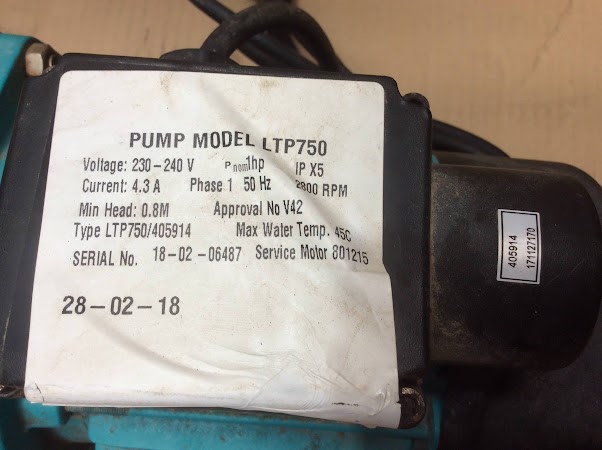 PUMP MODEL LTP750
Voltage: 230-240 V P nom 1hp IP X5
Current: 4.3 A Phase 1 50 Hz 2800 RPM
Min Head: 0.8M Approval No V42
Type LTP750/405914 Max Water Temp. 45C
SERIAL No. 18-02-06487 Service Motor 801215
28-02-18
405914
171127170